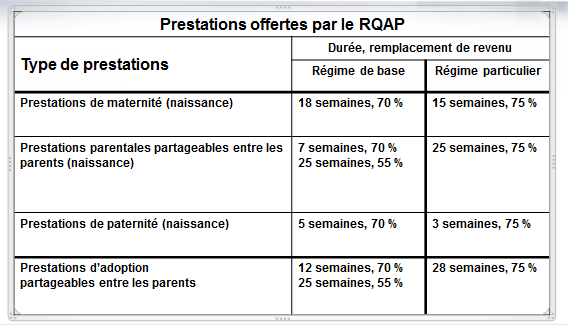 Prestations offertes par le RQAP
Type de prestations
Durée, remplacement de revenu
Régime de base
Régime particulier
Prestations de maternité (naissance)
18 semaines, 70 %
15 semaines, 75 %
Prestations parentales partageables entre les
parents (naissance)
7 semaines, 70 %
25 semaines, 55 %
25 semaines, 75 %
Prestations de paternité (naissance)
5 semaines, 70 %
3 semaines, 75 %
Prestations d’adoption
partageables entre les parents
12 semaines, 70 %
25 semaines, 55 %
28 semaines, 75 %